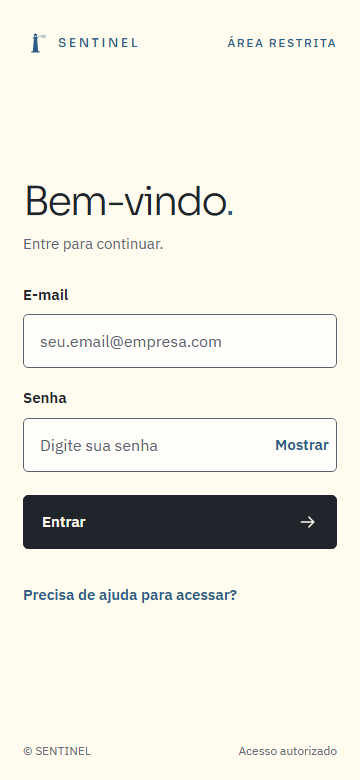 SENTINEL
ÁREA RESTRITA
Bem-vindo.
Entre para continuar.
E-mail
seu.email@empresa.com
Senha
Digite sua senha
Mostrar
Entrar
Precisa de ajuda para acessar?
© SENTINEL
Acesso autorizado